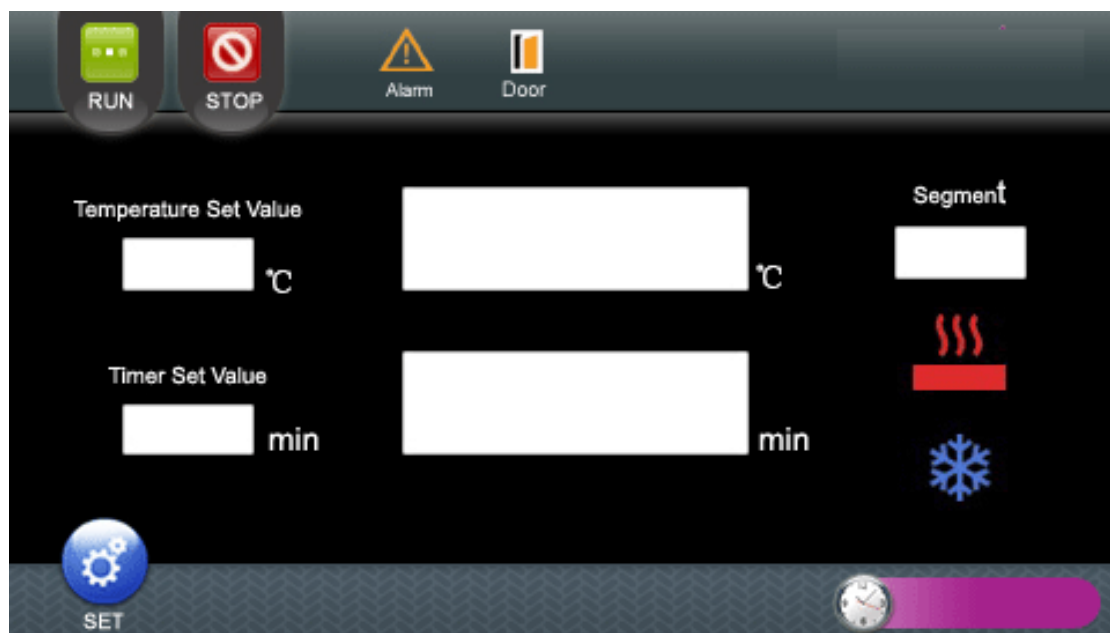 RUN
STOP
Alarm
Door
Temperature Set Value
℃
℃
Segment
Timer Set Value
min
min
SET